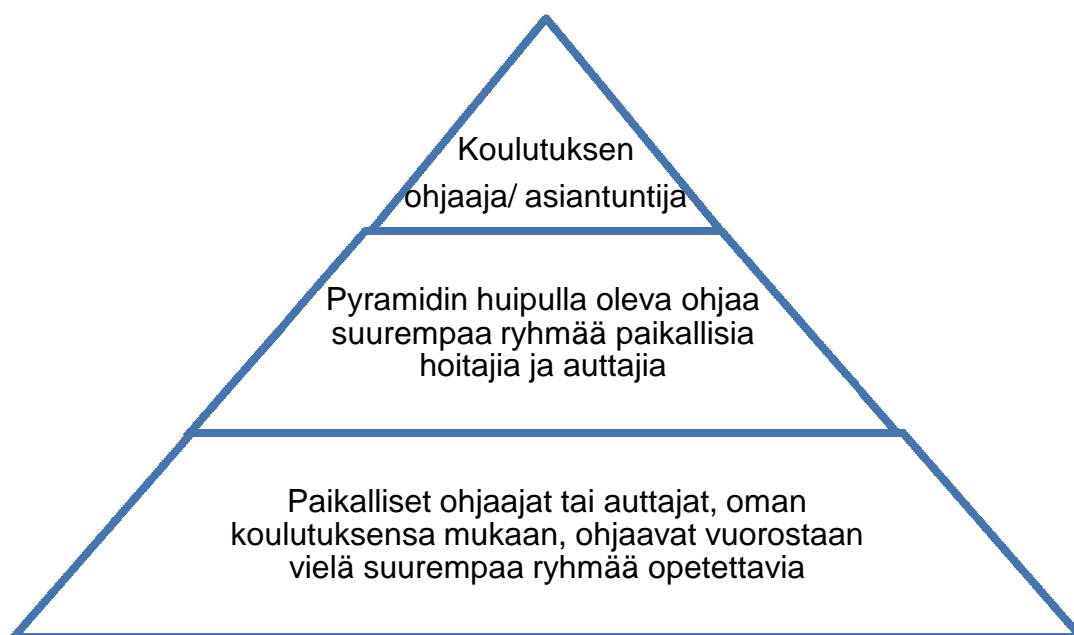 Koulutuksen
ohjaaja/ asiantuntija
Pyramidin huipulla oleva ohjaa
suurempaa ryhmää paikallisia
hoitajia ja auttajia
Paikalliset ohjaajat tai auttajat, oman
koulutuksensa mukaan, ohjaavat vuorostaan
vielä suurempaa ryhmää opetettavia